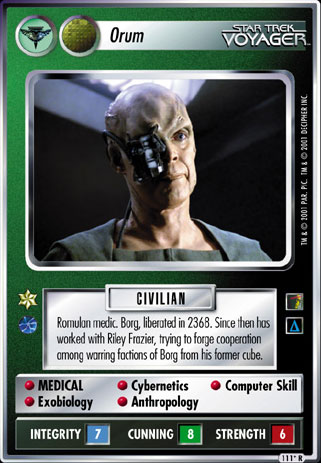 Orum
STAR TREK
VOYAGER
TM & © 2001 PAR. PIC. TM & © 2001 DECIPHER INC.
CIVILIAN
Romulan medic. Borg, liberated in 2368. Since then has
worked with Riley Frazier, trying to forge cooperation
among warring factions of Borg from his former cube.
MEDICAL Cybernetics Computer Skill
Exobiology Anthropology
INTEGRITY 7 CUNNING 8 STRENGTH 6
111* R